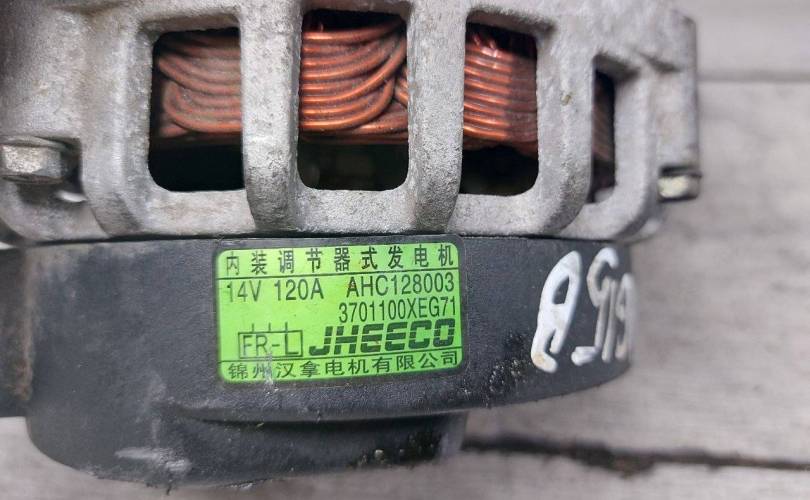 内装调节器式发电机
14V 120A AHC128003
3701100XEG71
FR-L JHEECO
锦州汉拿电机有限公司